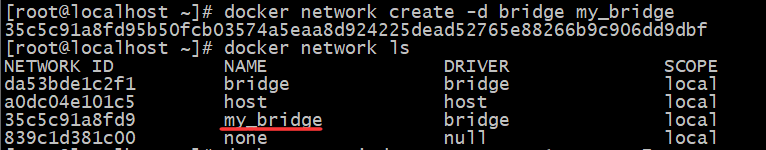 [root@localhost ~]# docker network create -d bridge my_bridge
35c5c91a8fd95b50fcb03574a5eaa8d924225dead52765e88266b9c906dd9dbf
[root@localhost ~]# docker network ls
NETWORK ID NAME DRIVER SCOPE
da53bde1c2f1 bridge bridge local
a0dc04e101c5 host host local
35c5c91a8fd9 my_bridge bridge local
839c1d381c00 none null local